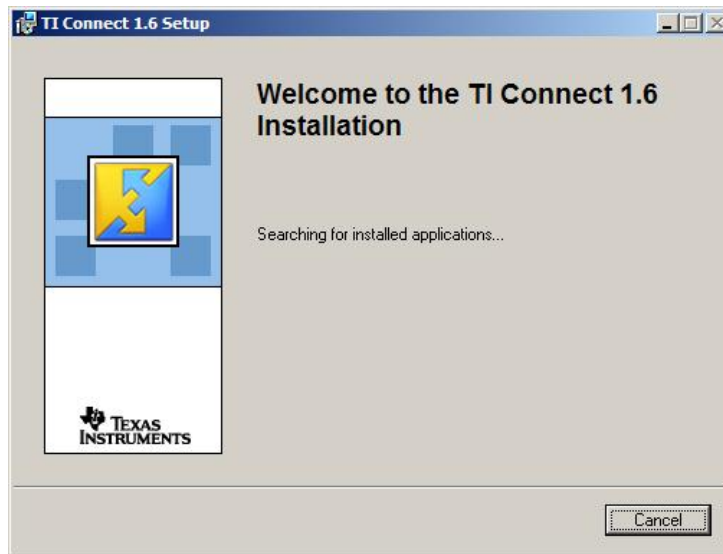 TI Connect 1.6 Setup
Welcome to the TI Connect 1.6
Installation
Searching for installed applications...
TEXAS
INSTRUMENTS
Cancel